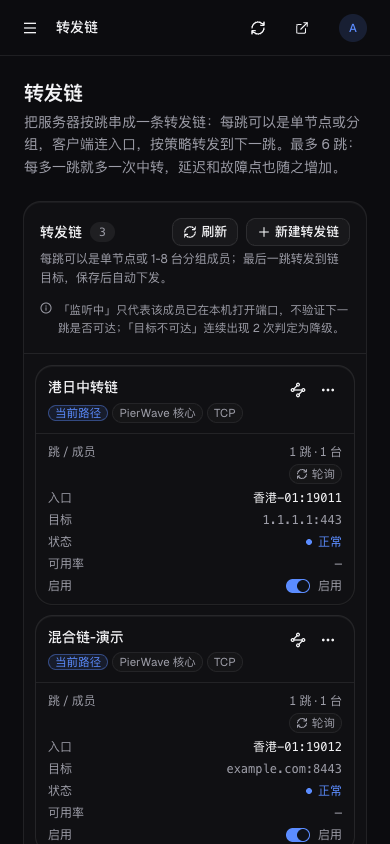 转发链
A
转发链
把服务器按跳串成一条转发链：每跳可以是单节点或分
组，客户端连入口，按策略转发到下一跳。最多 6 跳：
每多一跳就多一次中转，延迟和故障点也随之增加。
转发链 3 刷新 新建转发链
每跳可以是单节点或 1-8 台分组成员；最后一跳转发到链
目标，保存后自动下发。
「监听中」只代表该成员已在本机打开端口，不验证下一
跳是否可达；「目标不可达」连续出现 2 次判定为降级。
港日中转链
当前路径 PierWave 核心 TCP
跳 / 成员 1 跳 · 1 台
轮询
入口 香港-01:19011
目标 1.1.1.1:443
状态 正常
可用率 —
启用 启用
混合链-演示
当前路径 PierWave 核心 TCP
跳 / 成员 1 跳 · 1 台
轮询
入口 香港-01:19012
目标 example.com:8443
状态 正常
可用率 —
启用 启用